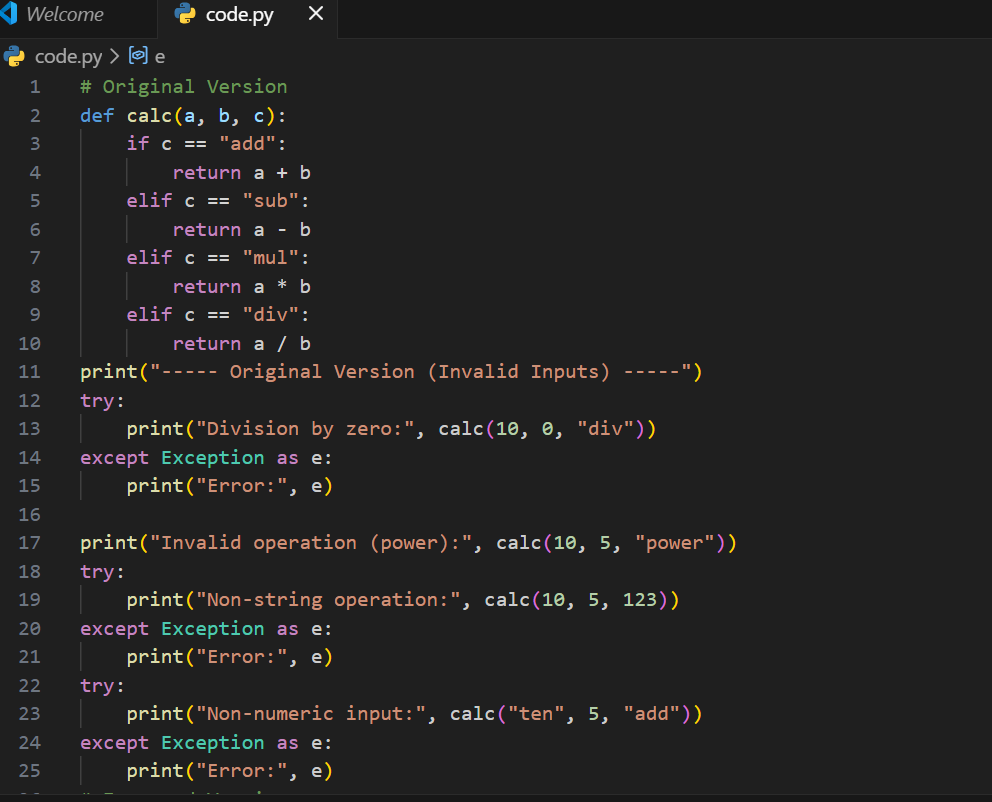 Welcome
code.py
code.py > e
1 # Original Version
2 def calc(a, b, c):
3     if c == "add":
4         return a + b
5     elif c == "sub":
6         return a - b
7     elif c == "mul":
8         return a * b
9     elif c == "div":
10         return a / b
11 print("----- Original Version (Invalid Inputs) -----")
12 try:
13     print("Division by zero:", calc(10, 0, "div"))
14 except Exception as e:
15     print("Error:", e)
16
17 print("Invalid operation (power):", calc(10, 5, "power"))
18 try:
19     print("Non-string operation:", calc(10, 5, 123))
20 except Exception as e:
21     print("Error:", e)
22 try:
23     print("Non-numeric input:", calc("ten", 5, "add"))
24 except Exception as e:
25     print("Error:", e)